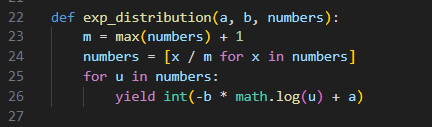 22 def exp_distribution(a, b, numbers):
23     m = max(numbers) + 1
24     numbers = [x / m for x in numbers]
25     for u in numbers:
26         yield int(-b * math.log(u) + a)
27